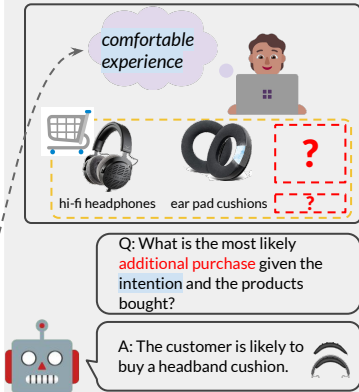 comfortable
experience
?
hi-fi headphones ear pad cushions ?
Q: What is the most likely
additional purchase given the
intention and the products
bought?
A: The customer is likely to
buy a headband cushion.